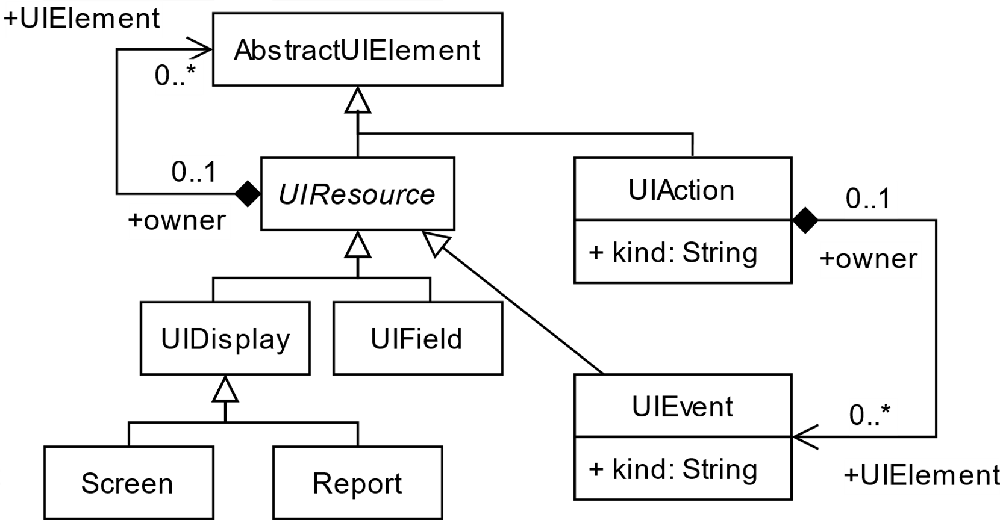 +UIElement
AbstractUIElement
0..*
0..1
UIResource
+owner
UIAction
+ kind: String
0..1
+owner
UIDisplay
UIField
UIEvent
+ kind: String
0..*
+UIElement
Screen
Report